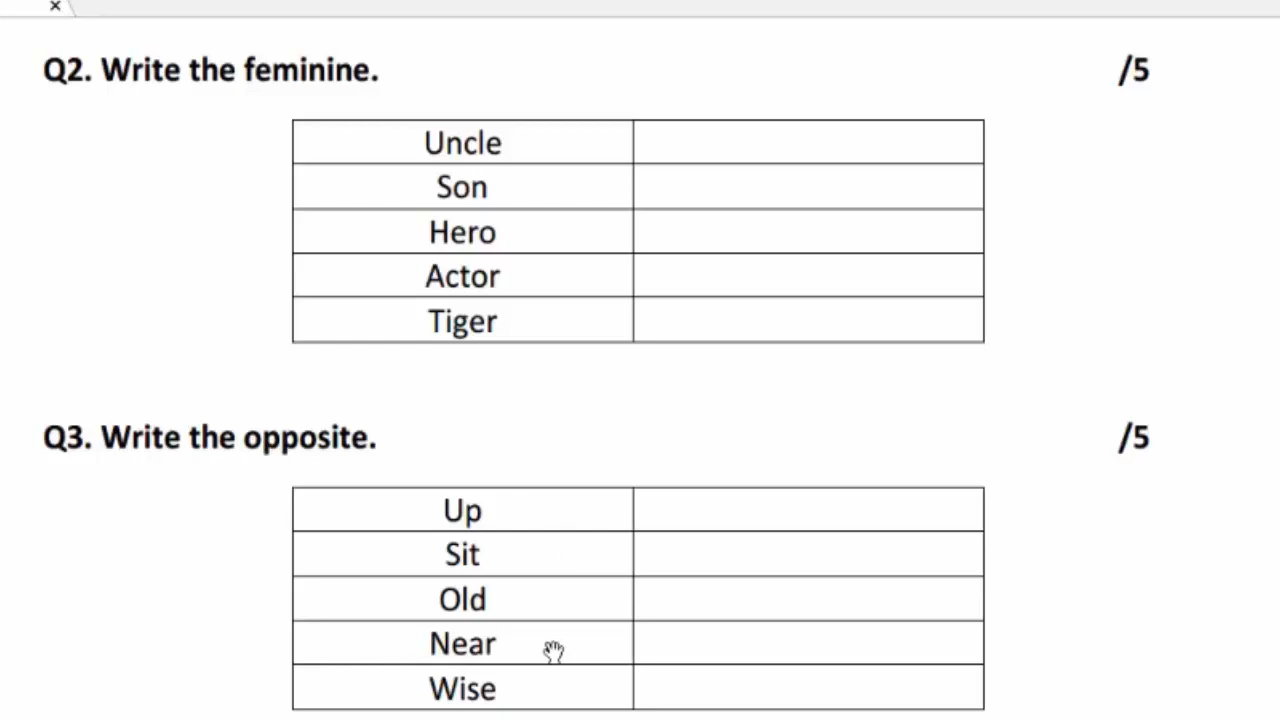 Q2. Write the feminine. /5
Uncle
Son
Hero
Actor
Tiger
Q3. Write the opposite. /5
Up
Sit
Old
Near
Wise